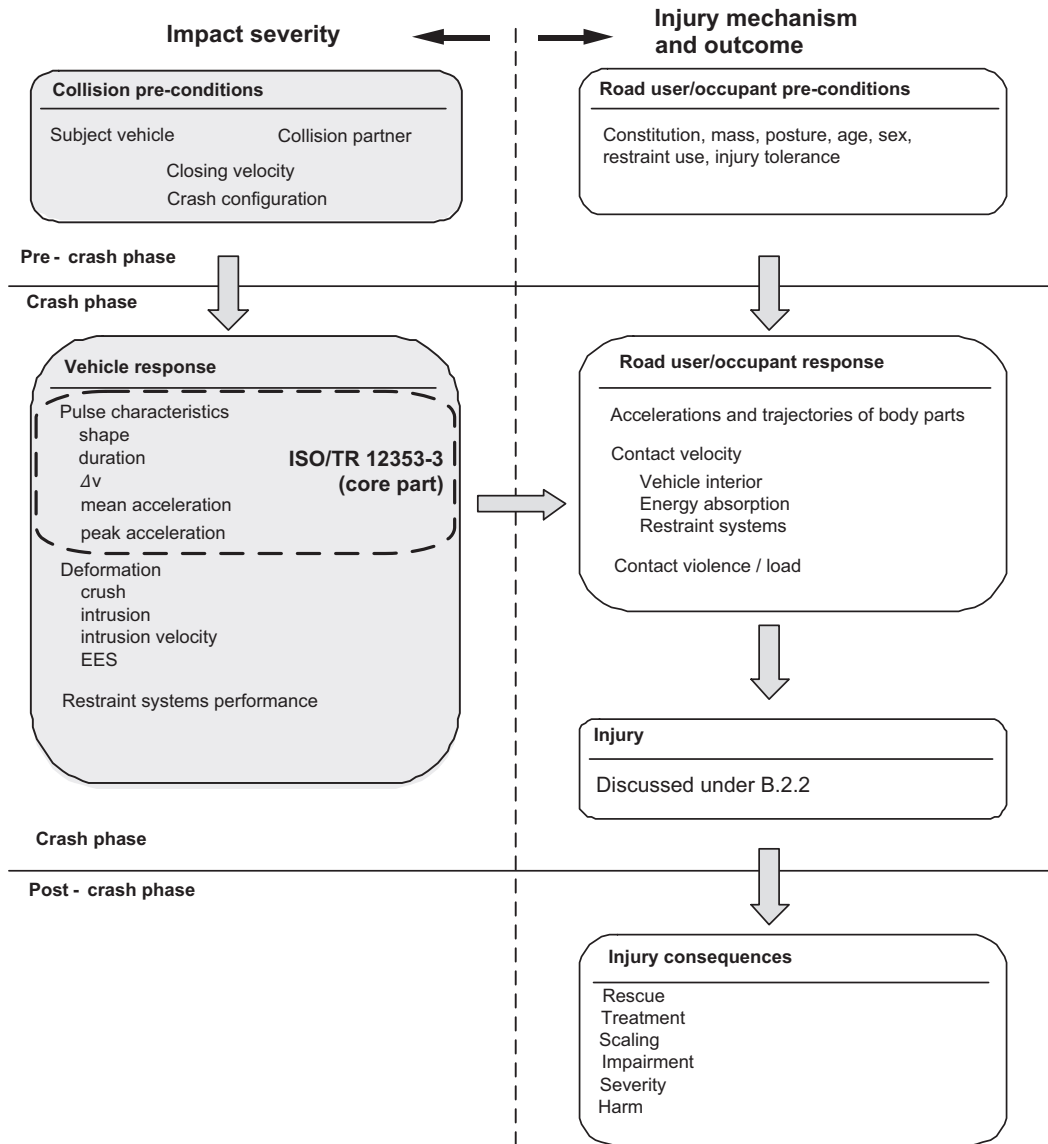 Impact severity
Injury mechanism
and outcome
Collision pre-conditions
Subject vehicle
Collision partner
Closing velocity
Crash configuration
Road user/occupant pre-conditions
Constitution, mass, posture, age, sex,
restraint use, injury tolerance
Pre - crash phase
Crash phase
Vehicle response
Pulse characteristics
shape
duration
Δv
mean acceleration
peak acceleration
ISO/TR 12353-3
(core part)
Deformation
crush
intrusion
intrusion velocity
EES
Restraint systems performance
Road user/occupant response
Accelerations and trajectories of body parts
Contact velocity
Vehicle interior
Energy absorption
Restraint systems
Contact violence / load
Injury
Discussed under B.2.2
Crash phase
Post - crash phase
Injury consequences
Rescue
Treatment
Scaling
Impairment
Severity
Harm